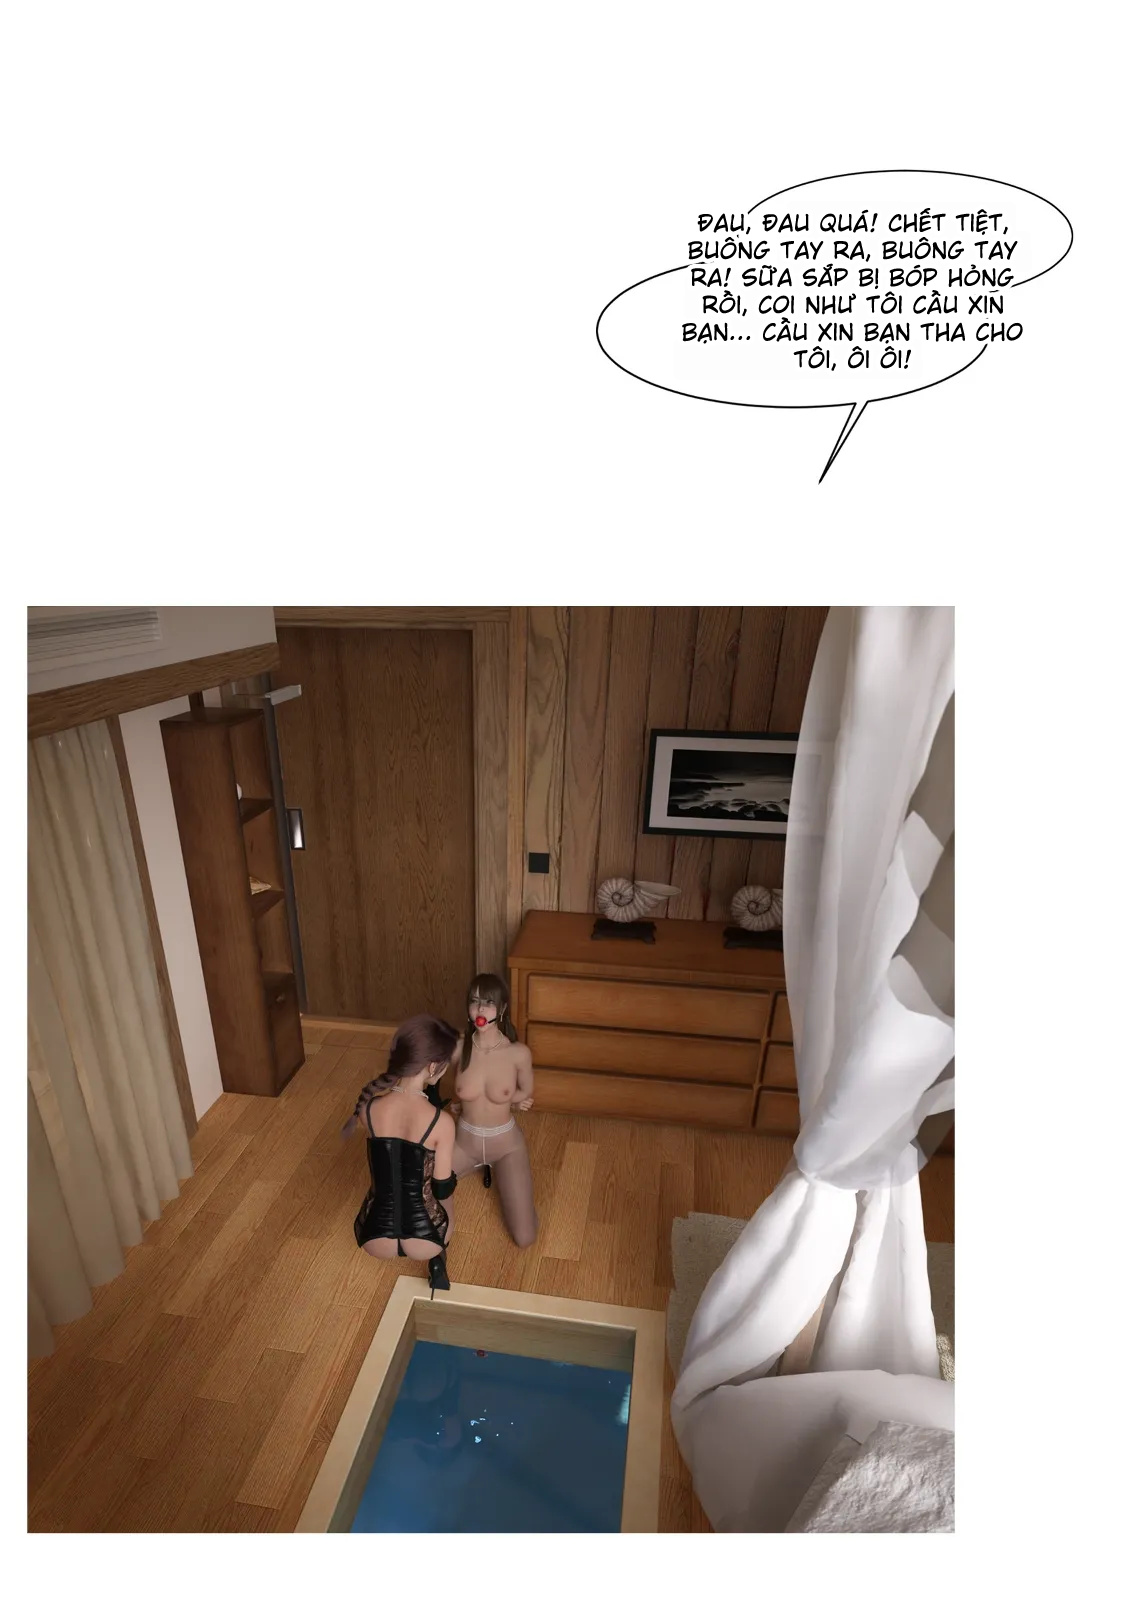 ĐAU, ĐAU QUÁ! CHẾT TIỆT,
BUÔNG TAY RA, BUÔNG TAY
RA! SỮA SẮP BỊ BÓP HỎNG
RỒI, COI NHƯ TÔI CẦU XIN
BẠN... CẦU XIN BẠN THA CHO
TÔI, ÔI ÔI!